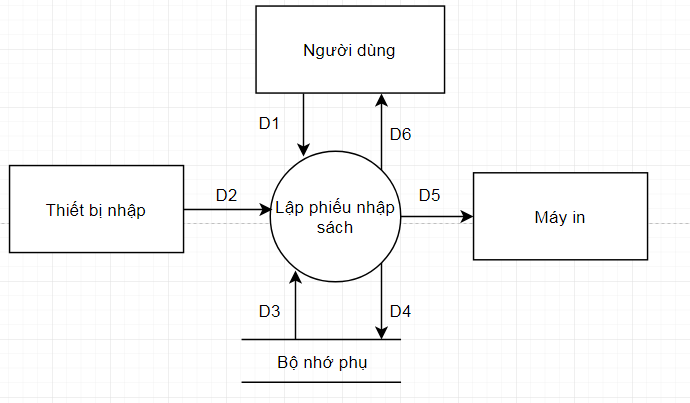 Người dùng
D1
D6
Thiết bị nhập
D2
Lập phiếu nhập
sách
D5
Máy in
D3
D4
Bộ nhớ phụ